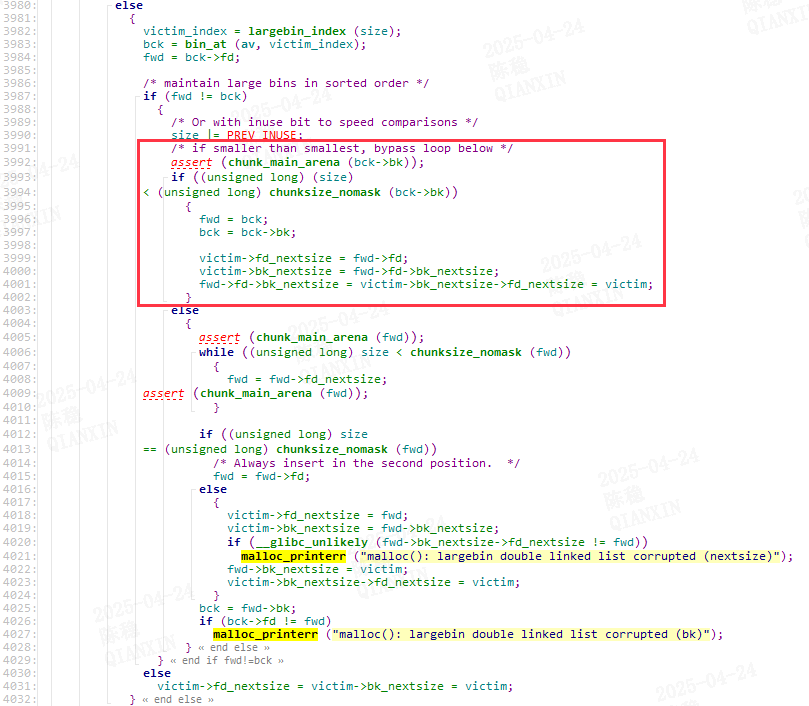 3980: else
3981: {
3982: victim_index = largebin_index (size);
3983: bck = bin_at (av, victim_index);
3984: fwd = bck->fd;
3985:
3986: /* maintain large bins in sorted order */
3987: if (fwd != bck)
3988: {
3989: /* Or with inuse bit to speed comparisons */
3990: size |= PREV_INUSE;
3991: /* if smaller than smallest, bypass loop below */
3992: assert (chunk_main_arena (bck->bk));
3993: if ((unsigned long) (size)
3994: < (unsigned long) chunksize_nomask (bck->bk))
3995: {
3996: fwd = bck;
3997: bck = bck->bk;
3998:
3999: victim->fd_nextsize = fwd->fd;
4000: victim->bk_nextsize = fwd->fd->bk_nextsize;
4001: fwd->fd->bk_nextsize = victim->bk_nextsize->fd_nextsize = victim;
4002: }
4003: else
4004: {
4005: assert (chunk_main_arena (fwd));
4006: while ((unsigned long) size < chunksize_nomask (fwd))
4007: {
4008: fwd = fwd->fd_nextsize;
4009: assert (chunk_main_arena (fwd));
4010: }
4011:
4012: if ((unsigned long) size
4013: == (unsigned long) chunksize_nomask (fwd))
4014: /* Always insert in the second position.  */
4015: fwd = fwd->fd;
4016: else
4017: {
4018: victim->fd_nextsize = fwd;
4019: victim->bk_nextsize = fwd->bk_nextsize;
4020: if (__glibc_unlikely (fwd->bk_nextsize->fd_nextsize != fwd))
4021: malloc_printerr ("malloc(): largebin double linked list corrupted (nextsize)");
4022: fwd->bk_nextsize = victim;
4023: victim->bk_nextsize->fd_nextsize = victim;
4024: }
4025: bck = fwd->bk;
4026: if (bck->fd != fwd)
4027: malloc_printerr ("malloc(): largebin double linked list corrupted (bk)");
4028: } « end else »
4029: } « end if fwd!=bck »
4030: else
4031: victim->fd_nextsize = victim->bk_nextsize = victim;
4032: } « end else »
2025-04-24
陈稳
QIANXIN